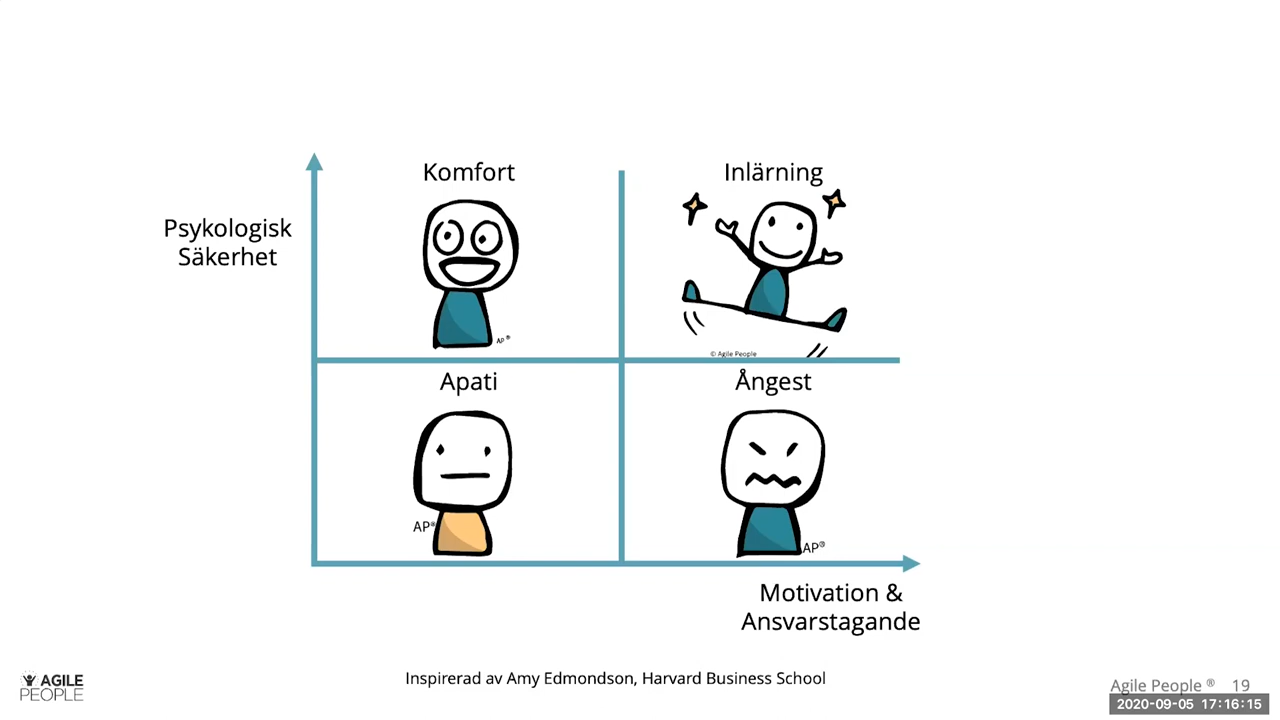 Komfort
Inlärning
Psykologisk
Säkerhet
AP®
© Agile People
Apati
Ångest
AP®
AP®
Motivation &
Ansvarstagande
Inspirerad av Amy Edmondson, Harvard Business School
AGILE
PEOPLE
Agile People ® 19
2020-09-05 17:16:15